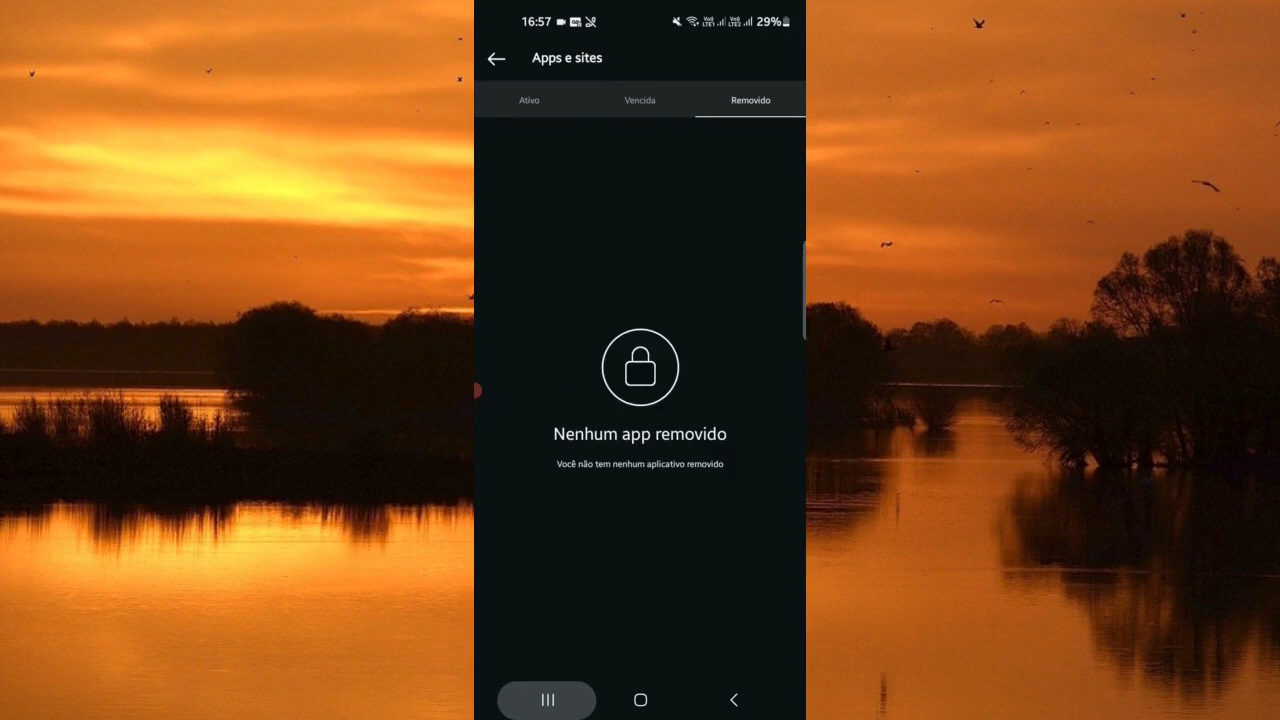 16:57 29%
Apps e sites
Ativo Vencida Removido
Nenhum app removido
Você não tem nenhum aplicativo removido